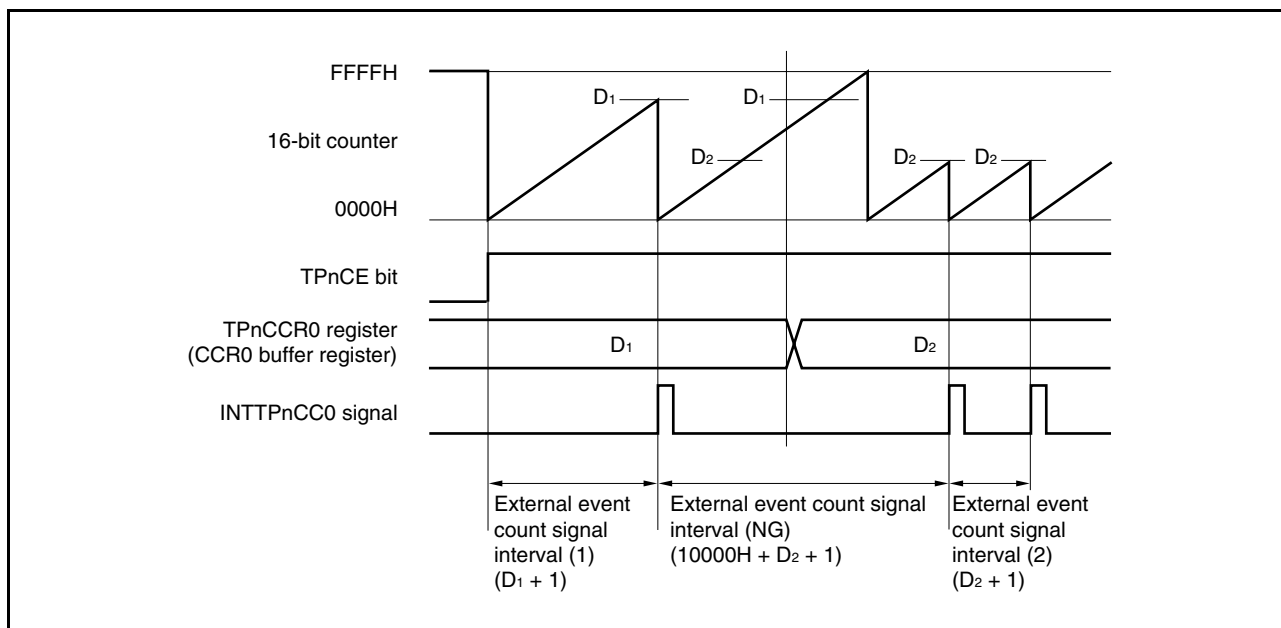 FFFFH
D1
D1
16-bit counter
D2
D2
D2
0000H
TPnCE bit
TPnCCR0 register
(CCR0 buffer register)
D1
D2
INTTPnCC0 signal
External event
count signal
interval (1)
(D1 + 1)
External event count signal
interval (NG)
(10000H + D2 + 1)
External event
count signal
interval (2)
(D2 + 1)